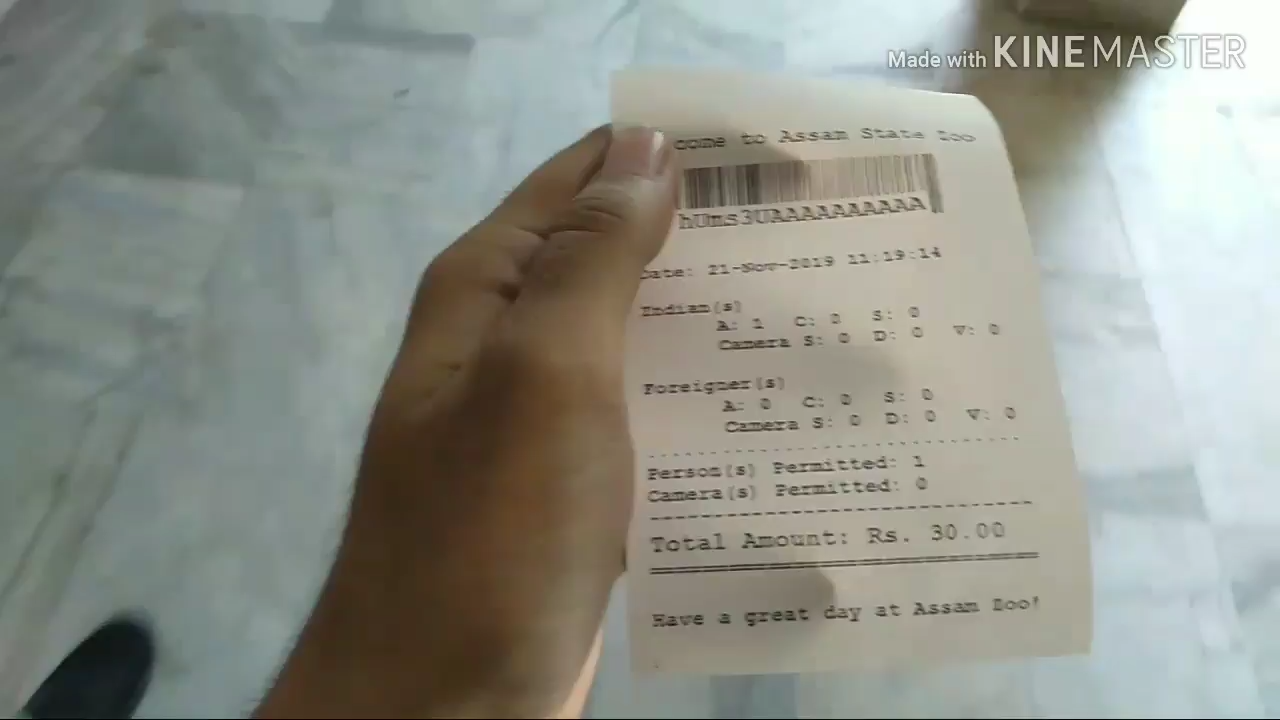 Made with KINEMASTER
come to Assam State Zoo
hUms3UAAAAAAAAAAA
Date: 21-Nov-2019 11:19:14
Indian(s)
A: 1 C: 0 S: 0
Camera S: 0 D: 0 V: 0
Foreigner(s)
A: 0 C: 0 S: 0
Camera S: 0 D: 0 V: 0
Person(s) Permitted: 1
Camera(s) Permitted: 0
Total Amount: Rs. 30.00
Have a great day at Assam Zoo!